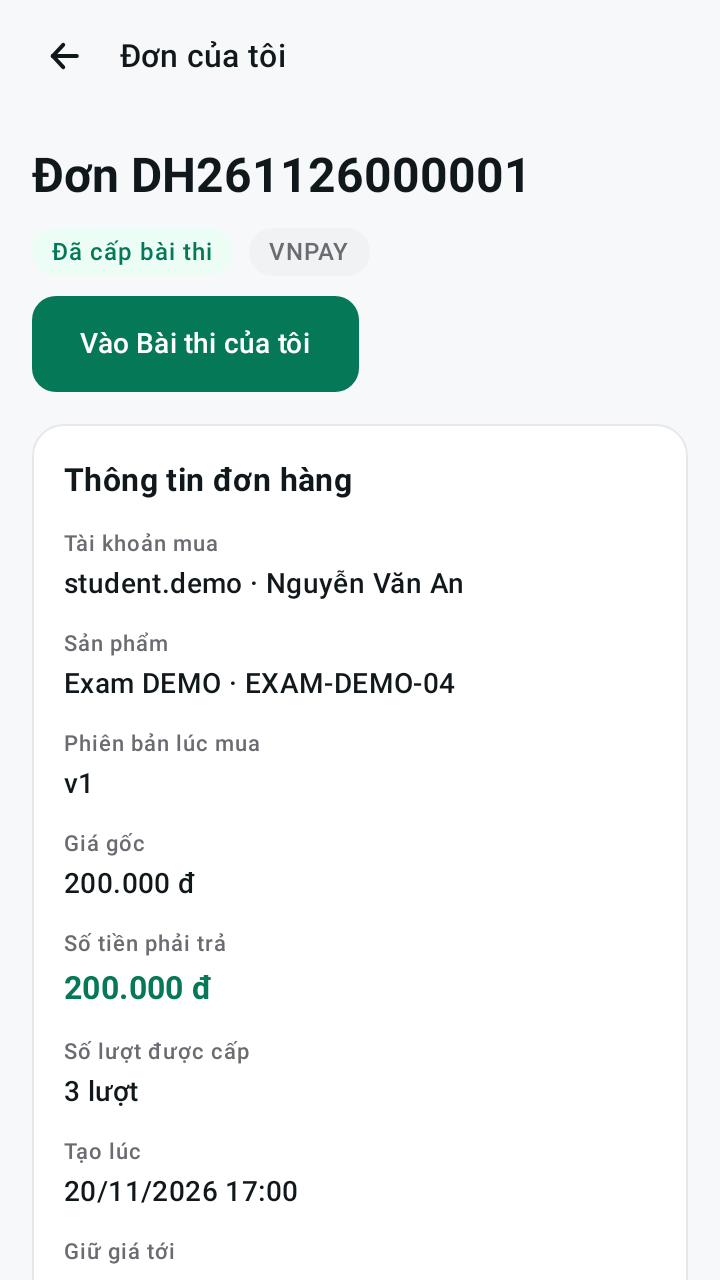 Đơn của tôi
Đơn DH261126000001
Đã cấp bài thi
VNPAY
Vào Bài thi của tôi
Thông tin đơn hàng
Tài khoản mua
student.demo · Nguyễn Văn An
Sản phẩm
Exam DEMO · EXAM-DEMO-04
Phiên bản lúc mua
v1
Giá gốc
200.000 đ
Số tiền phải trả
200.000 đ
Số lượt được cấp
3 lượt
Tạo lúc
20/11/2026 17:00
Giữ giá tới